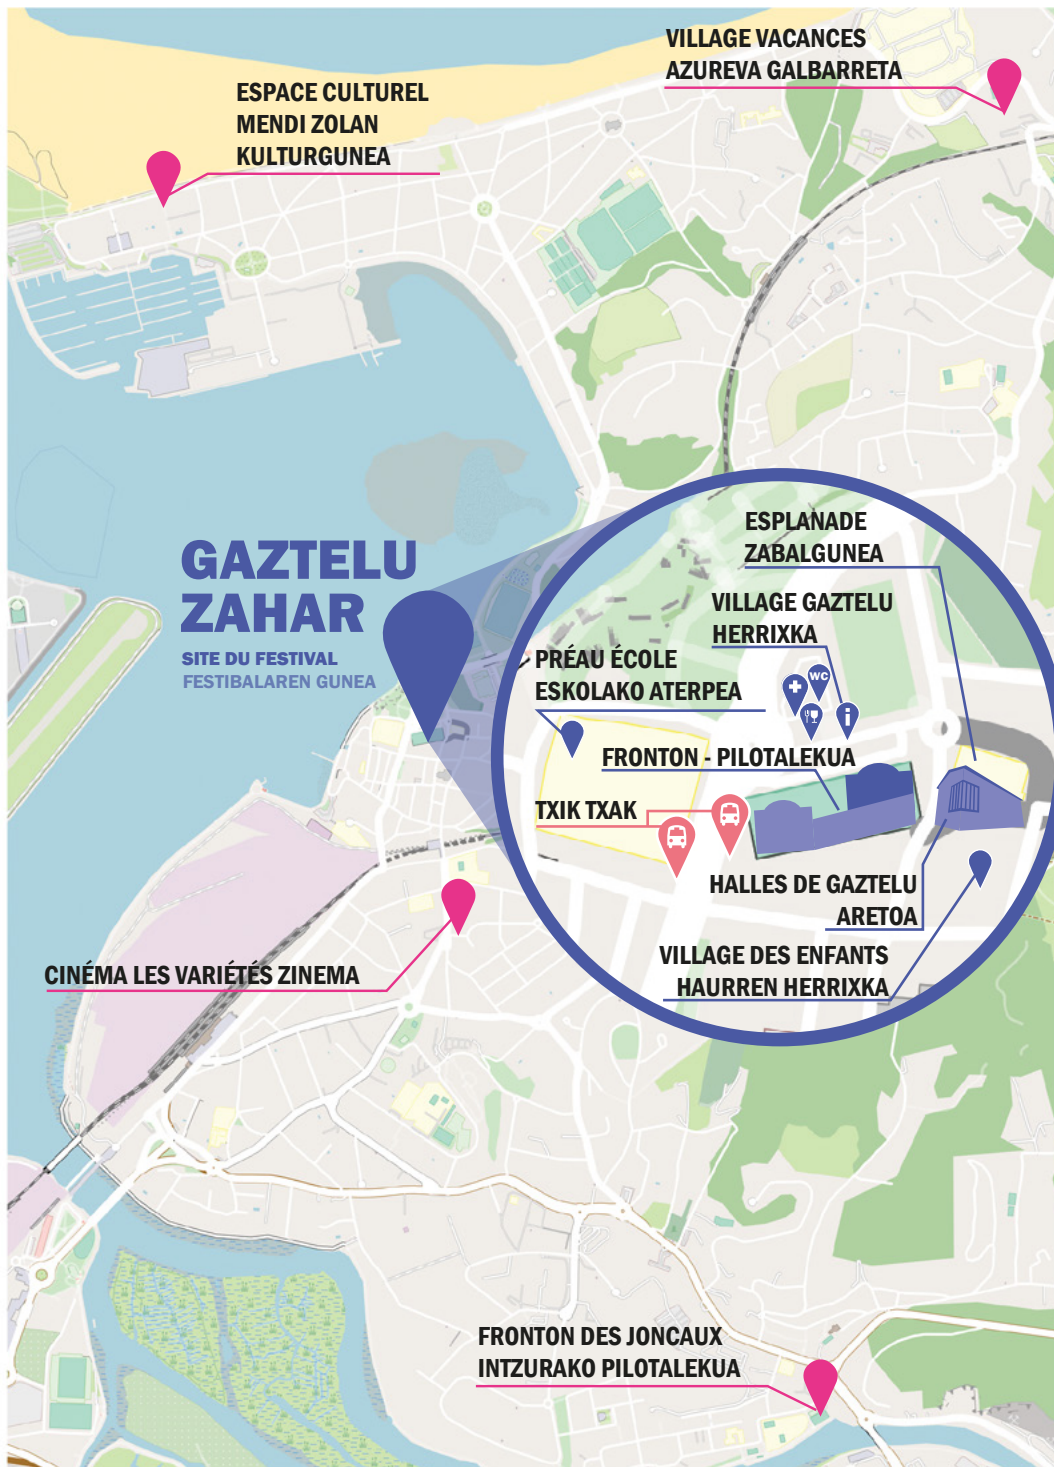 VILLAGE VACANCES
AZUREVA GALBARRETA
ESPACE CULTUREL
MENDI ZOLAN
KULTURGUNEA
GAZTELU
ZAHAR
SITE DU FESTIVAL
FESTIBALAREN GUNEA
ESPLANADE
ZABALGUNEA
VILLAGE GAZTELU
HERRIXKA
PRÉAU ÉCOLE
ESKOLAKO ATERPEA
WC
i
FRONTON - PILOTALEKUA
TXIK TXAK
HALLES DE GAZTELU
ARETOA
VILLAGE DES ENFANTS
HAURREN HERRIXKA
CINÉMA LES VARIÉTÉS ZINEMA
FRONTON DES JONCAUX
INTZURAKO PILOTALEKUA